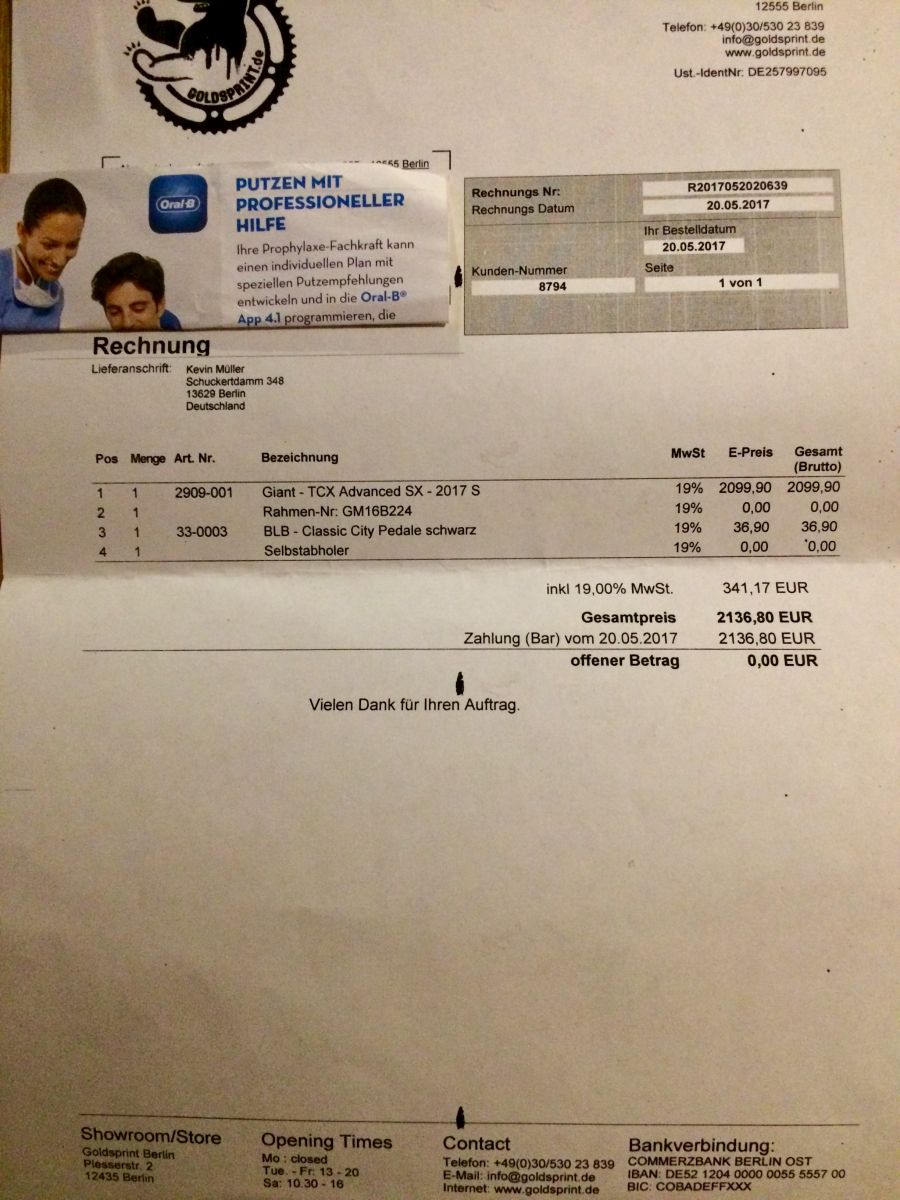 12555 Berlin
Telefon: +49(0)30/530 23 839
info@goldsprint.de
www.goldsprint.de
Ust.-IdentNr: DE257997095
GOLDSPRINT.de
Berlin
Oral-B
PUTZEN MIT
PROFESSIONELLER
HILFE
Ihre Prophylaxe-Fachkraft kann
einen individuellen Plan mit
speziellen Putzempfehlungen
entwickeln und in die Oral-B®
App 4.1 programmieren, die
Rechnungs Nr: R2017052020639
Rechnungs Datum 20.05.2017
Ihr Bestelldatum
20.05.2017
Kunden-Nummer Seite
8794 1 von 1
Rechnung
Lieferanschrift: Kevin Müller
Schuckertdamm 348
13629 Berlin
Deutschland
Pos Menge Art. Nr. Bezeichnung MwSt E-Preis Gesamt
(Brutto)
1 1 2909-001 Giant - TCX Advanced SX - 2017 S 19% 2099,90 2099,90
2 1 Rahmen-Nr: GM16B224 19% 0,00 0,00
3 1 33-0003 BLB - Classic City Pedale schwarz 19% 36,90 36,90
4 1 Selbstabholer 19% 0,00 0,00
inkl 19,00% MwSt. 341,17 EUR
Gesamtpreis 2136,80 EUR
Zahlung (Bar) vom 20.05.2017 2136,80 EUR
offener Betrag 0,00 EUR
Vielen Dank für Ihren Auftrag.
Showroom/Store
Goldsprint Berlin
Plesserstr. 2
12435 Berlin
Opening Times
Mo : closed
Tue. - Fr: 13 - 20
Sa: 10.30 - 16
Contact
Telefon: +49(0)30/530 23 839
E-Mail: info@goldsprint.de
Internet: www.goldsprint.de
Bankverbindung:
COMMERZBANK BERLIN OST
IBAN: DE52 1204 0000 0055 5557 00
BIC: COBADEFFXXX